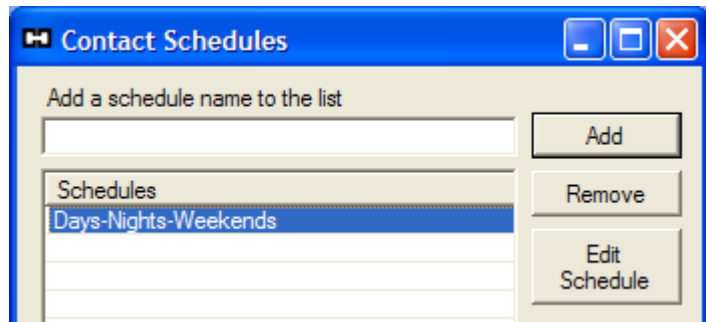 Contact Schedules
Add a schedule name to the list
Add
Schedules
Remove
Days-Nights-Weekends
Edit
Schedule